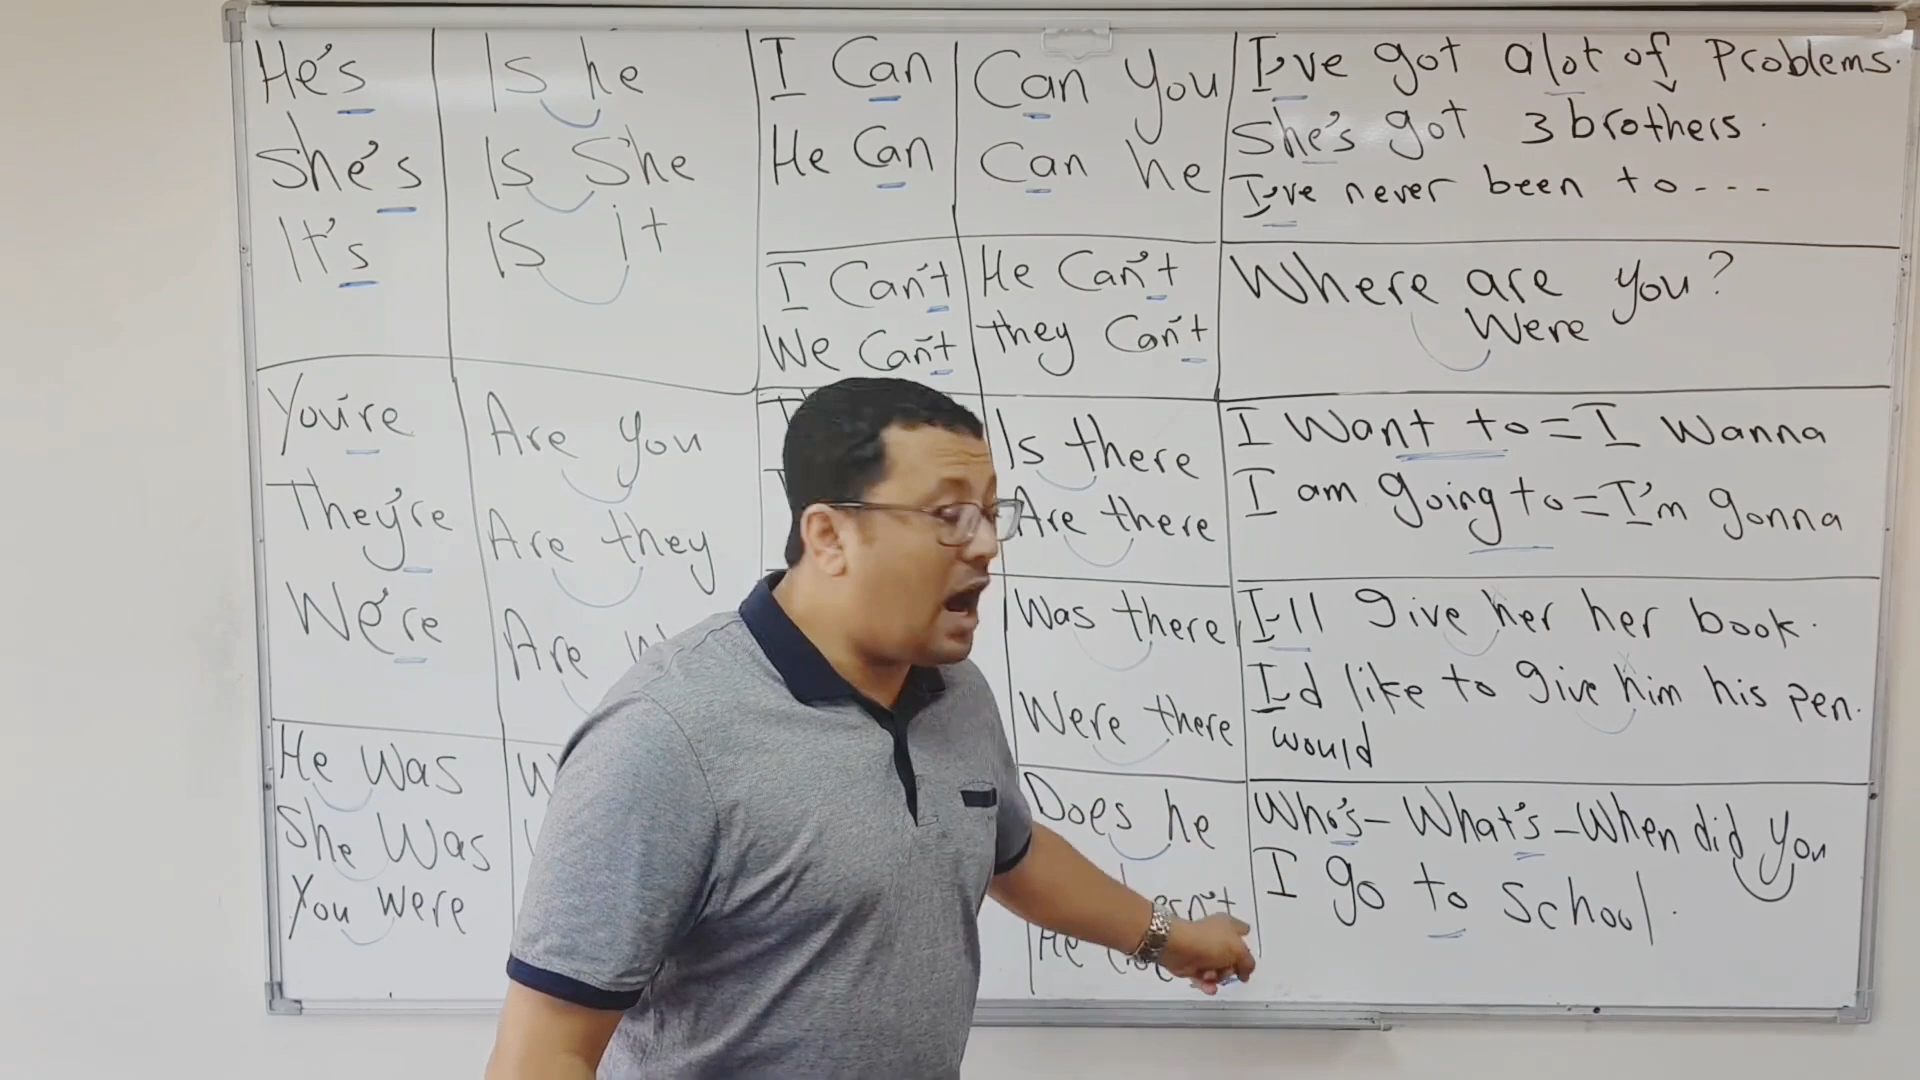 He's
She's
It's
Is he
Is She
Is it
I Can
He Can
Can You
Can he
I've got alot of Problems.
She's got 3 brothers.
I've never been to ---
I Can't
We Can't
He Can't
they Can't
Where are you?
Were
You're
They're
We're
Are you
Are they
Are
Is there
Are there
I Want to = I Wanna
I am going to = I'm gonna
Was there
Were there
I'll give her her book.
I'd like to give him his pen.
would
He Was
She Was
You were
Does he
He
Who's - What's - When did you
I go to School.